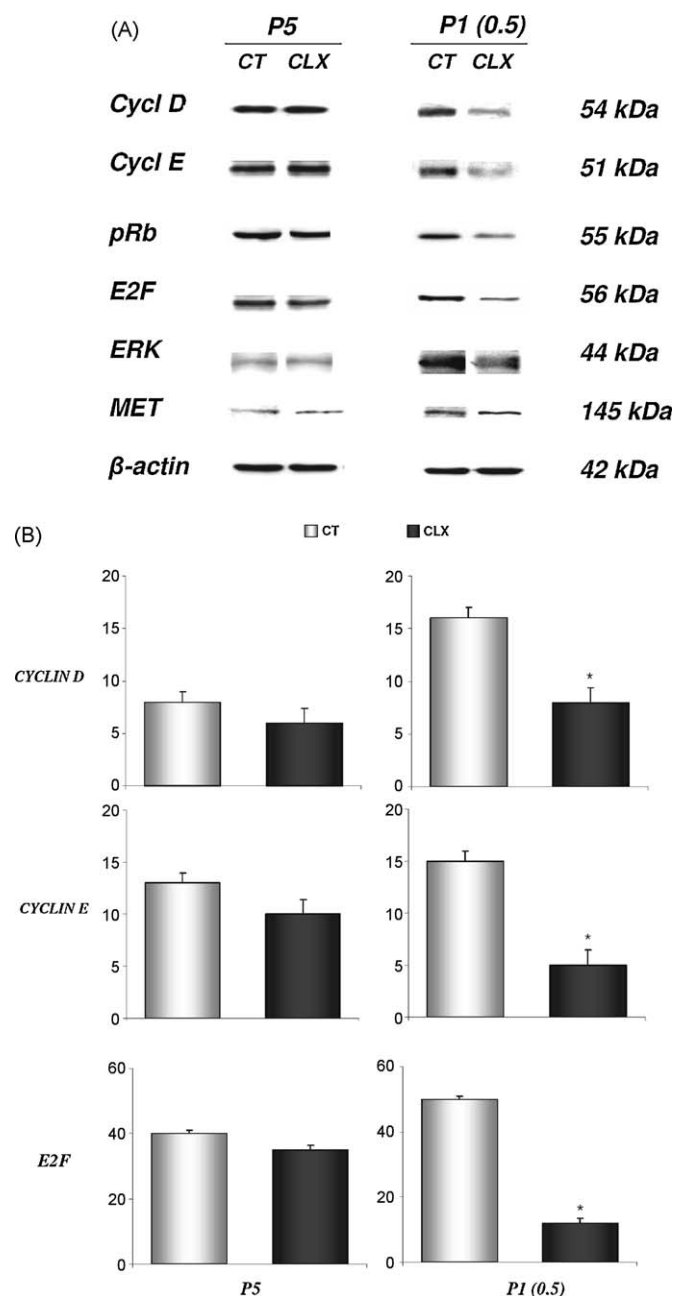 (A) P5 P1 (0.5)
CT CLX CT CLX
Cycl D 54 kDa
Cycl E 51 kDa
pRb 55 kDa
E2F 56 kDa
ERK 44 kDa
MET 145 kDa
β-actin 42 kDa
(B) CT CLX
CYCLIN D
20 20
15 15
10 10
5 5
0 0
CYCLIN E
20 20
15 15
10 10
5 5
0 0
E2F
60 60
40 40
20 20
0 0
* 
*
*
P5 P1 (0.5)